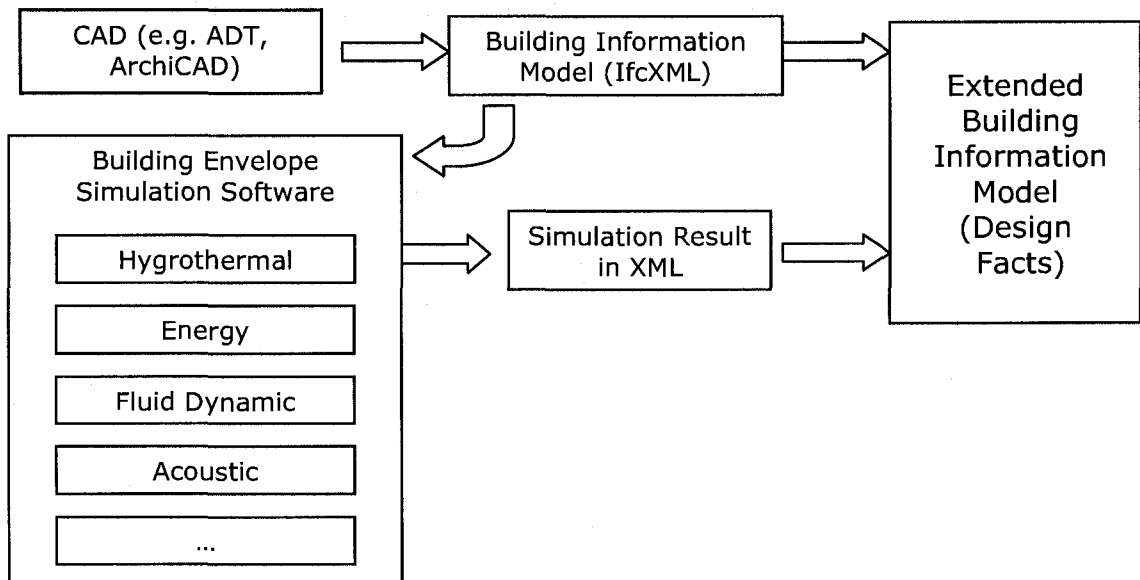 CAD (e.g. ADT,
ArchiCAD)
Building Information
Model (IfcXML)
Extended
Building
Information
Model
(Design
Facts)
Building Envelope
Simulation Software
Hygrothermal
Energy
Fluid Dynamic
Acoustic
...
Simulation Result
in XML